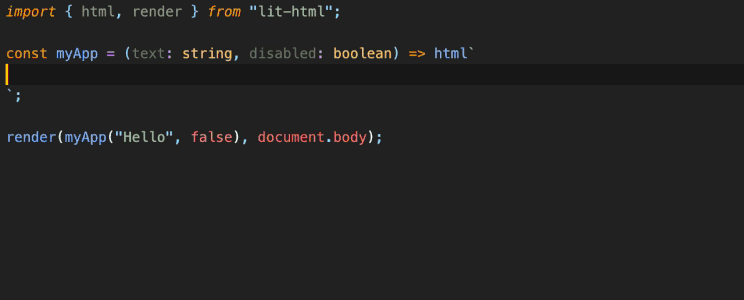 import { html, render } from "lit-html";
const myApp = (text: string, disabled: boolean) => html`
`;
render(myApp("Hello", false), document.body);